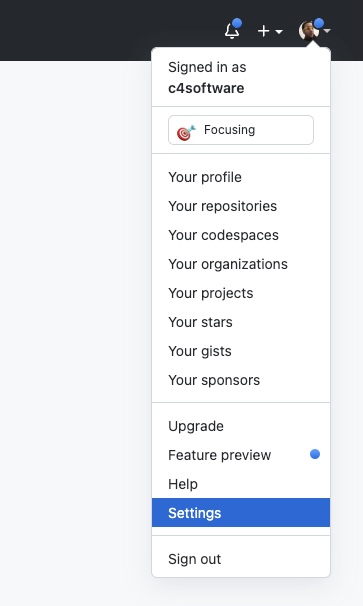 Signed in as
c4software
Focusing
Your profile
Your repositories
Your codespaces
Your organizations
Your projects
Your stars
Your gists
Your sponsors
Upgrade
Feature preview
Help
Settings
Sign out